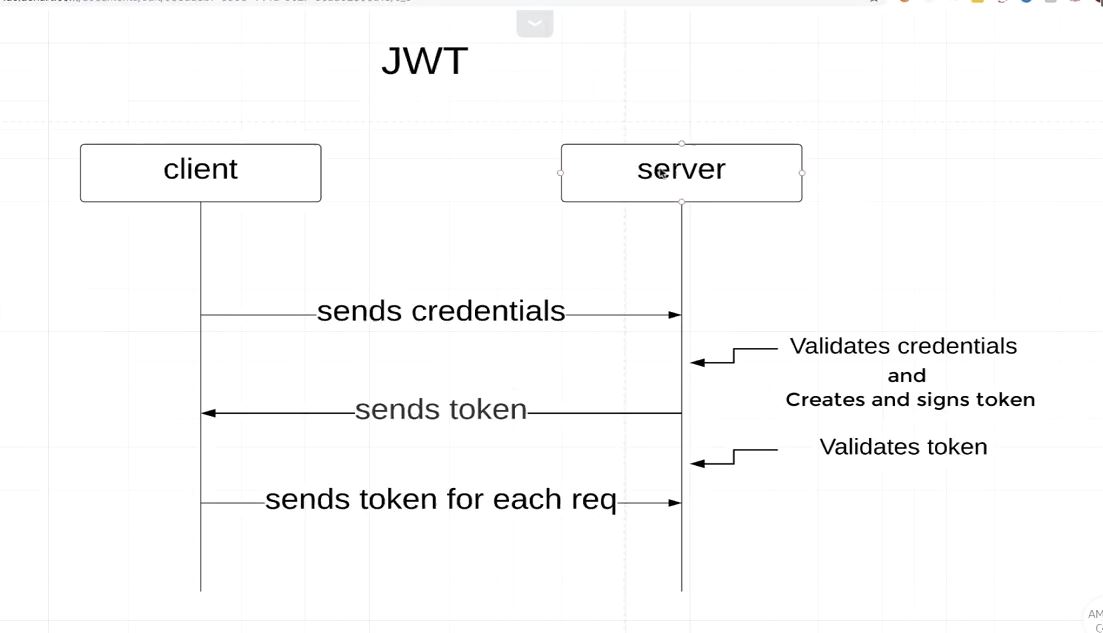 JWT
client
server
sends credentials
Validates credentials
and
Creates and signs token
sends token
Validates token
sends token for each req
AM